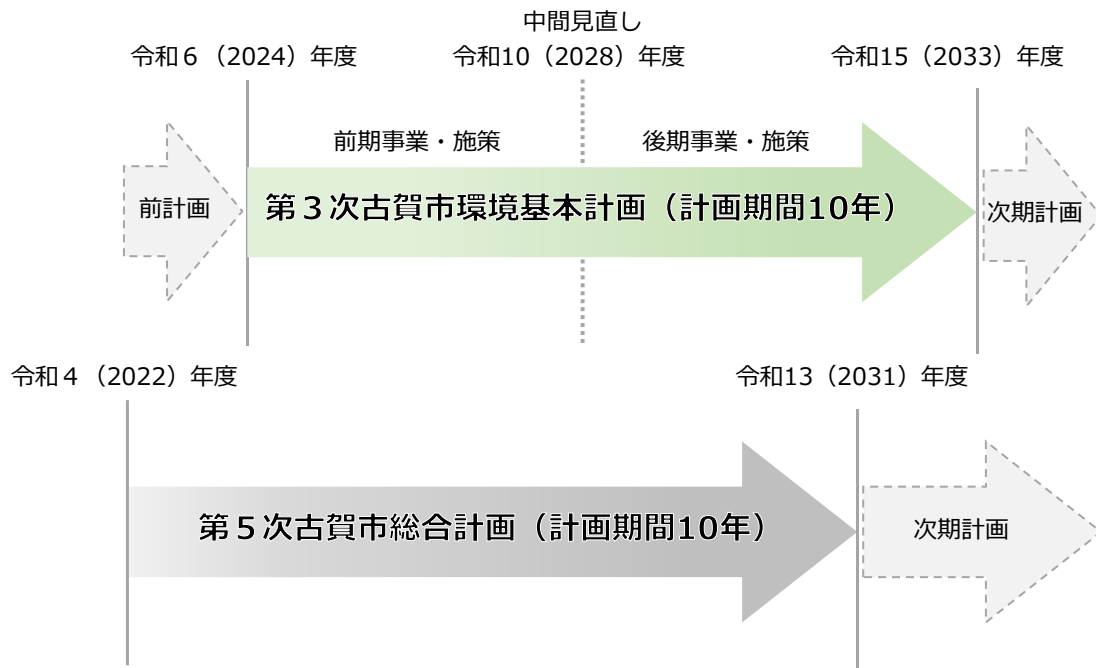 中間見直し
令和６（2024）年度
令和10（2028）年度
令和15（2033）年度
前期事業・施策
後期事業・施策
前計画
第３次古賀市環境基本計画（計画期間10年）
次期計画
令和４（2022）年度
令和13（2031）年度
第５次古賀市総合計画（計画期間10年）
次期計画